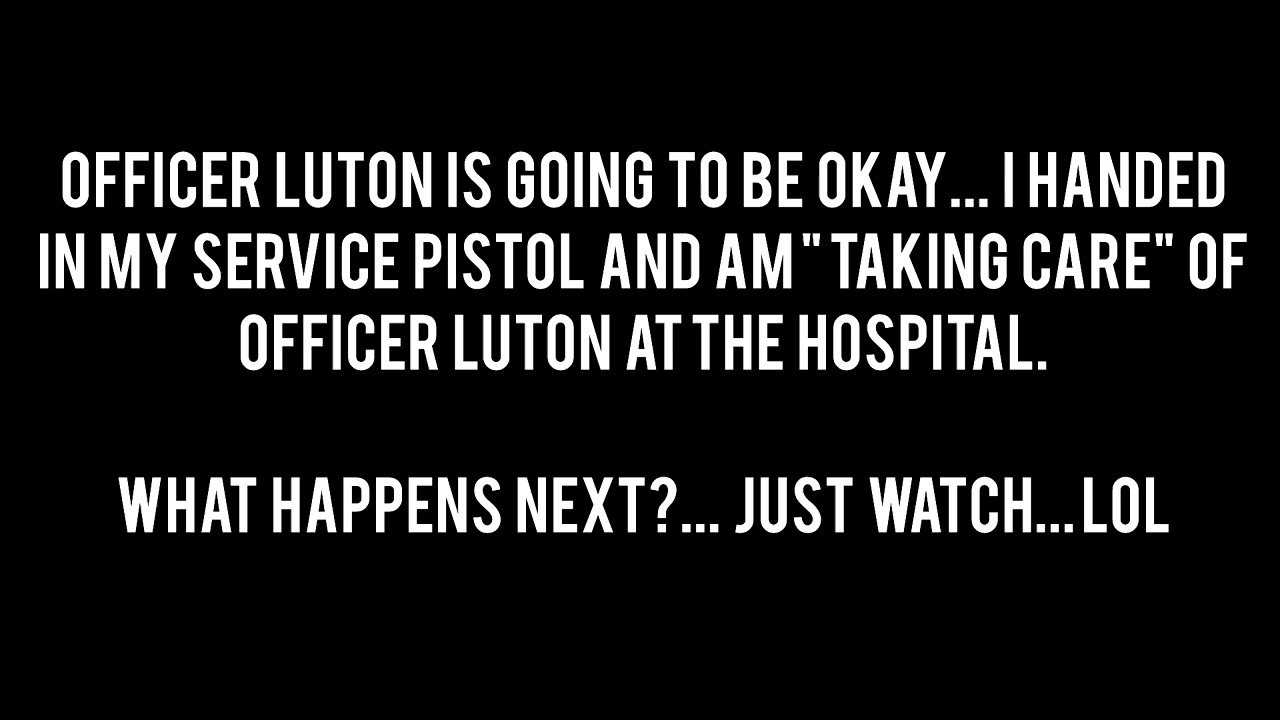 OFFICER LUTON IS GOING TO BE OKAY... I HANDED
IN MY SERVICE PISTOL AND AM "TAKING CARE" OF
OFFICER LUTON AT THE HOSPITAL.
WHAT HAPPENS NEXT?... JUST WATCH... LOL